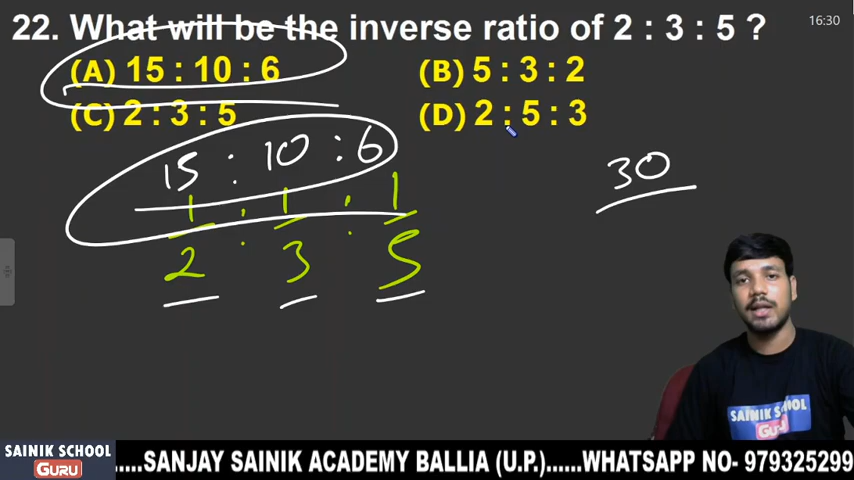 22. What will be the inverse ratio of 2 : 3 : 5 ?
16:30
(A) 15 : 10 : 6
(B) 5 : 3 : 2
(C) 2 : 3 : 5
(D) 2 : 5 : 3
15 : 10 : 6
30
1 : 1 : 1
2 : 3 : 5
SAINIK SCHOOL
GURU
SAINIK SCHOOL
Guru
.....SANJAY SAINIK ACADEMY BALLIA (U.P.)......WHATSAPP NO- 979325299